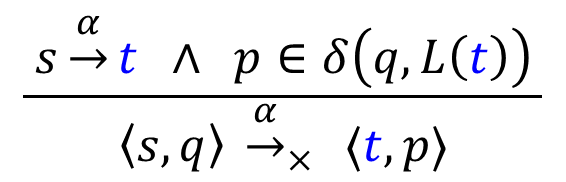 s →^α t ∧ p ∈ δ(q, L(t))
⟨s, q⟩ →^α_× ⟨t, p⟩